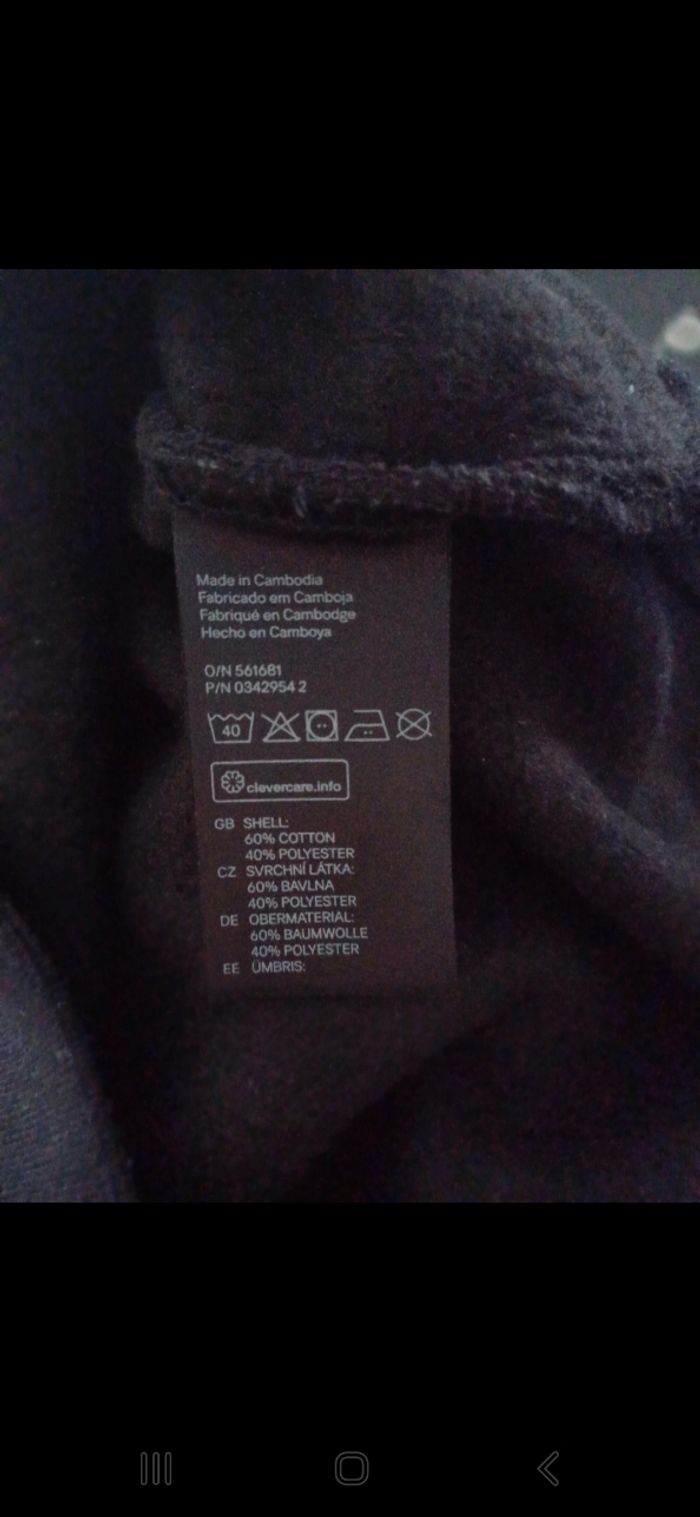 Made in Cambodia
Fabricado em Camboja
Fabriqué en Cambodge
Hecho en Camboya
O/N 561681
P/N 0342954 2
40
clevercare.info
GB SHELL:
60% COTTON
40% POLYESTER
CZ SVRCHNÍ LÁTKA:
60% BAVLNA
40% POLYESTER
DE OBERMATERIAL:
60% BAUMWOLLE
40% POLYESTER
EE ÜMBRIS: